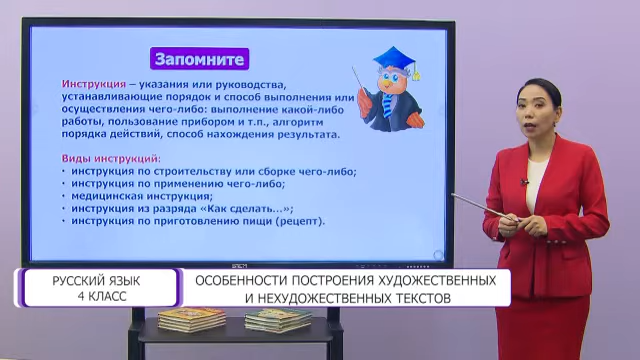 Запомните
Инструкция – указания или руководства,
устанавливающие порядок и способ выполнения или
осуществления чего-либо: выполнение какой-либо
работы, пользование прибором и т.п., алгоритм
порядка действий, способ нахождения результата.
Виды инструкций:
· инструкция по строительству или сборке чего-либо;
· инструкция по применению чего-либо;
· медицинская инструкция;
· инструкция из разряда «Как сделать...»;
· инструкция по приготовлению пищи (рецепт).
РУССКИЙ ЯЗЫК
4 КЛАСС
ОСОБЕННОСТИ ПОСТРОЕНИЯ ХУДОЖЕСТВЕННЫХ
И НЕХУДОЖЕСТВЕННЫХ ТЕКСТОВ